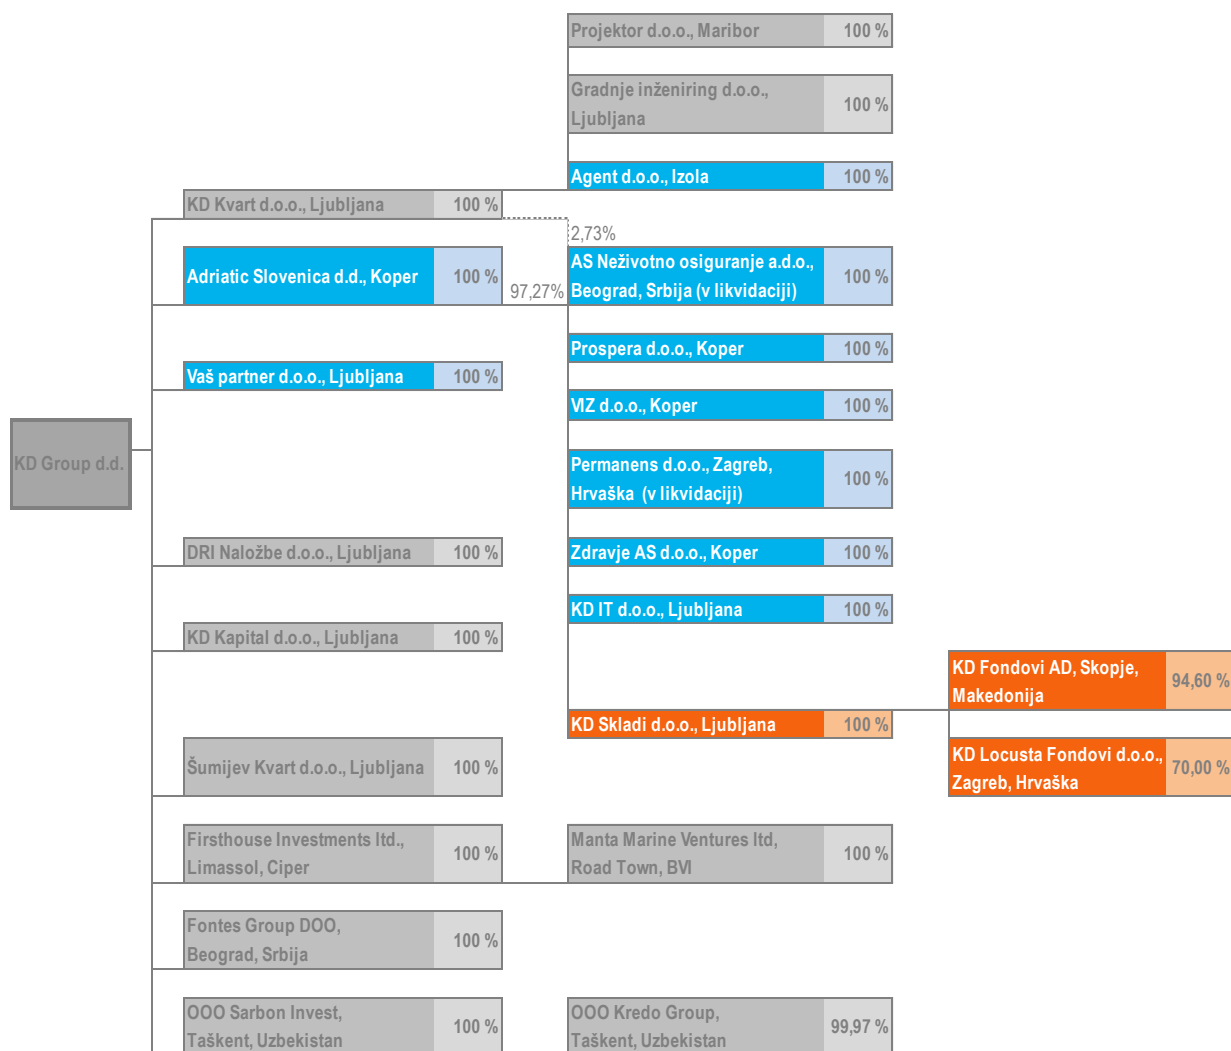 Projektor d.o.o., Maribor 100 %
Gradnje inženiring d.o.o.,
Ljubljana 100 %
Agent d.o.o., Izola 100 %
KD Kvart d.o.o., Ljubljana 100 %
2,73%
Adriatic Slovenica d.d., Koper 100 %
97,27%
AS Neživotno osiguranje a.d.o.,
Beograd, Srbija (v likvidaciji) 100 %
Prospera d.o.o., Koper 100 %
Vaš partner d.o.o., Ljubljana 100 %
VIZ d.o.o., Koper 100 %
KD Group d.d.
Permanens d.o.o., Zagreb,
Hrvaška (v likvidaciji) 100 %
DRI Naložbe d.o.o., Ljubljana 100 %
Zdravje AS d.o.o., Koper 100 %
KD IT d.o.o., Ljubljana 100 %
KD Kapital d.o.o., Ljubljana 100 %
KD Fondovi AD, Skopje,
Makedonija 94,60 %
KD Skladi d.o.o., Ljubljana 100 %
KD Locusta Fondovi d.o.o.,
Zagreb, Hrvaška 70,00 %
Šumijev Kvart d.o.o., Ljubljana 100 %
Firsthouse Investments ltd.,
Limassol, Ciper 100 %
Manta Marine Ventures ltd,
Road Town, BVI 100 %
Fontes Group DOO,
Beograd, Srbija 100 %
OOO Sarbon Invest,
Taškent, Uzbekistan 100 %
OOO Kredo Group,
Taškent, Uzbekistan 99,97 %